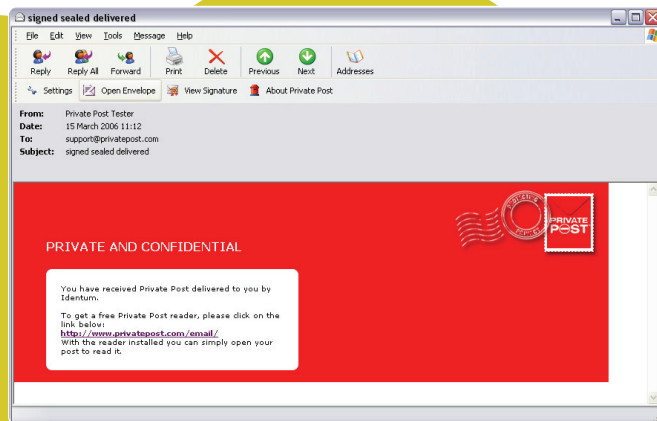 signed sealed delivered
File Edit View Tools Message Help
Reply Reply All Forward Print Delete Previous Next Addresses
Settings Open Envelope View Signature About Private Post
From: Private Post Tester
Date: 15 March 2006 11:12
To: support@privatepost.com
Subject: signed sealed delivered
PRIVATE
POST
PRIVATE AND CONFIDENTIAL
You have received Private Post delivered to you by
Identum.
To get a free Private Post reader, please click on the
link below:
http://www.privatepost.com/email/
With the reader installed you can simply open your
post to read it.